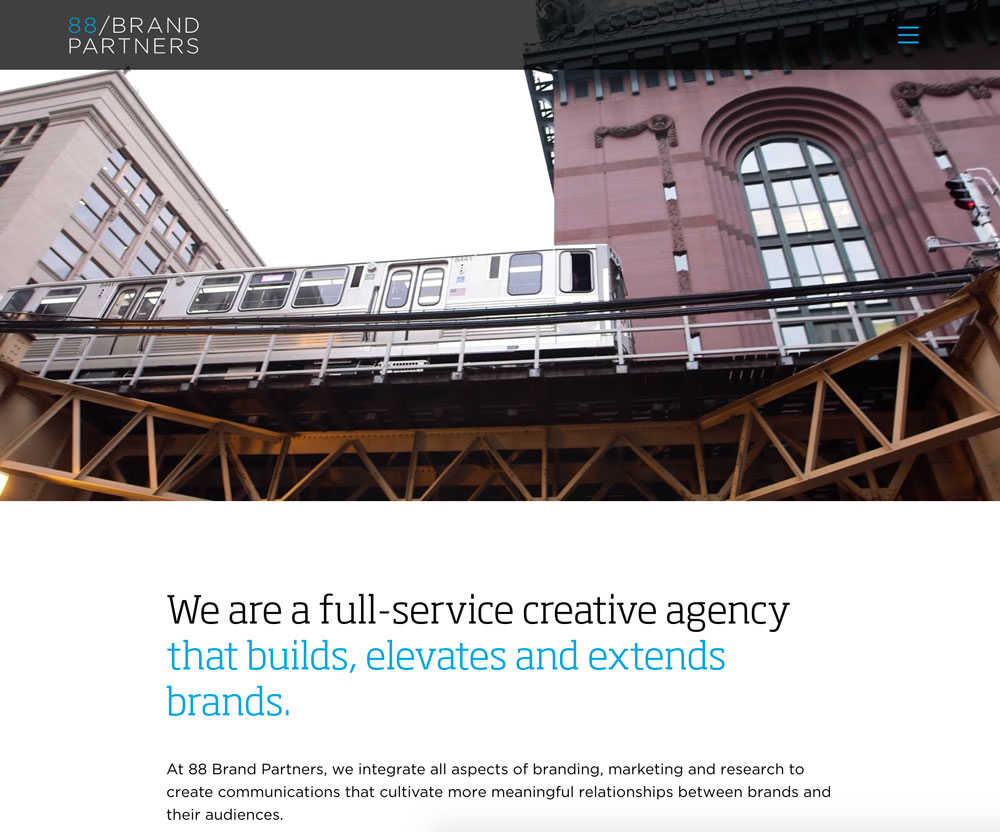 88/BRAND
PARTNERS
We are a full-service creative agency
that builds, elevates and extends
brands.
At 88 Brand Partners, we integrate all aspects of branding, marketing and research to
create communications that cultivate more meaningful relationships between brands and
their audiences.